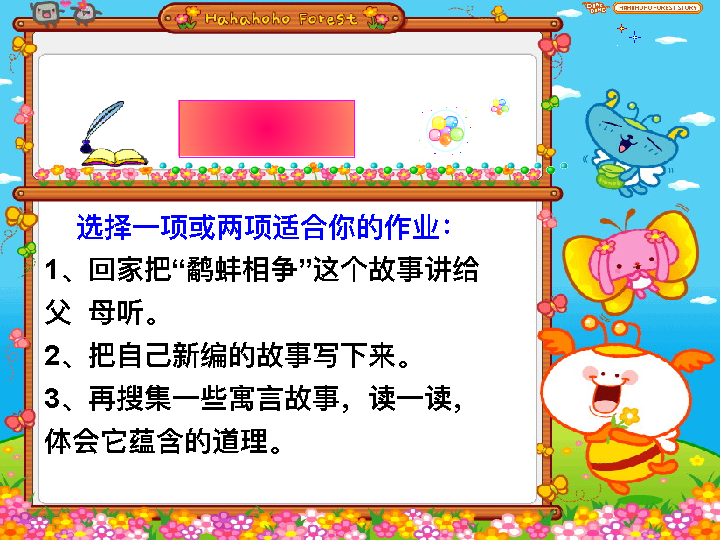 Hahahoho Forest
HAHAHOHO FOREST STORY
选择一项或两项适合你的作业：
1、回家把“鹬蚌相争”这个故事讲给
父 母听。
2、把自己新编的故事写下来。
3、再搜集一些寓言故事，读一读，
体会它蕴含的道理。